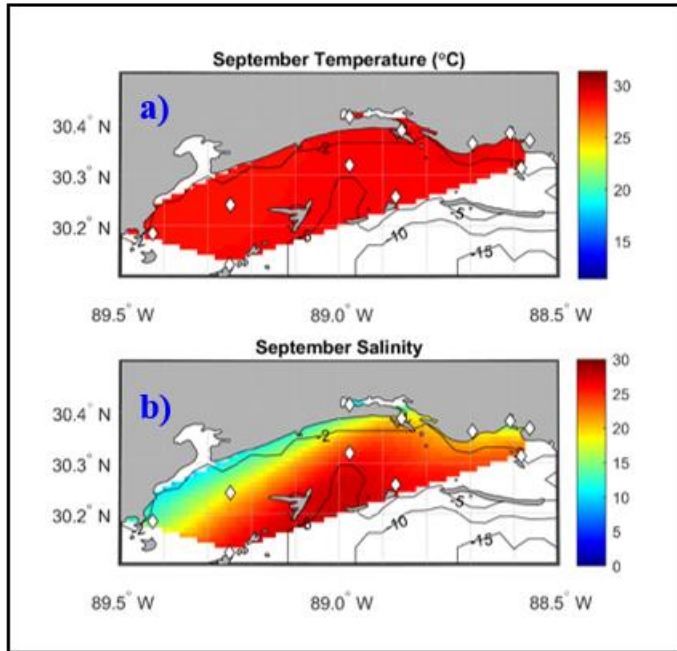 September Temperature (°C)
a)
30.4° N
30.3° N
30.2° N
-2
-5
-10
-15
89.5° W
89.0° W
88.5° W
30
25
20
15
September Salinity
b)
30.4° N
30.3° N
30.2° N
-2
-5
-10
-15
89.5° W
89.0° W
88.5° W
30
25
20
15
10
5
0